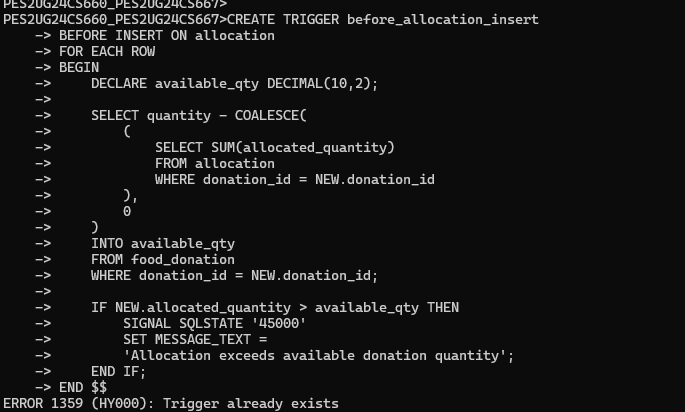 PES2UG24CS660_PES2UG24CS667>
PES2UG24CS660_PES2UG24CS667>CREATE TRIGGER before_allocation_insert
    -> BEFORE INSERT ON allocation
    -> FOR EACH ROW
    -> BEGIN
    ->     DECLARE available_qty DECIMAL(10,2);
    ->
    ->     SELECT quantity - COALESCE(
    ->         (
    ->             SELECT SUM(allocated_quantity)
    ->             FROM allocation
    ->             WHERE donation_id = NEW.donation_id
    ->         ),
    ->         0
    ->     )
    ->     INTO available_qty
    ->     FROM food_donation
    ->     WHERE donation_id = NEW.donation_id;
    ->
    ->     IF NEW.allocated_quantity > available_qty THEN
    ->         SIGNAL SQLSTATE '45000'
    ->         SET MESSAGE_TEXT =
    ->         'Allocation exceeds available donation quantity';
    ->     END IF;
    -> END $$
ERROR 1359 (HY000): Trigger already exists